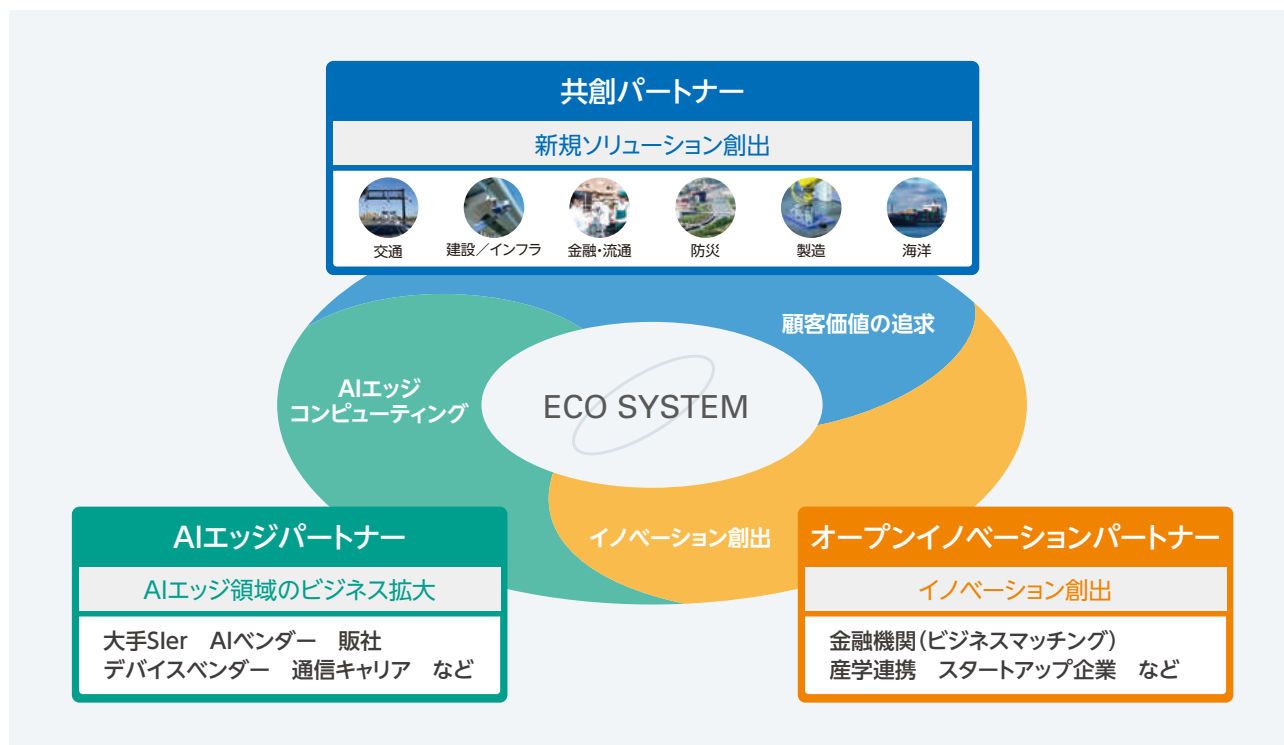 共創パートナー
新規ソリューション創出
交通 建設／インフラ 金融・流通 防災 製造 海洋
顧客価値の追求
AIエッジ
コンピューティング
ECO SYSTEM
イノベーション創出
AIエッジパートナー
AIエッジ領域のビジネス拡大
大手SIer AIベンダー 販社
デバイスベンダー 通信キャリア など
オープンイノベーションパートナー
イノベーション創出
金融機関（ビジネスマッチング）
産学連携 スタートアップ企業 など